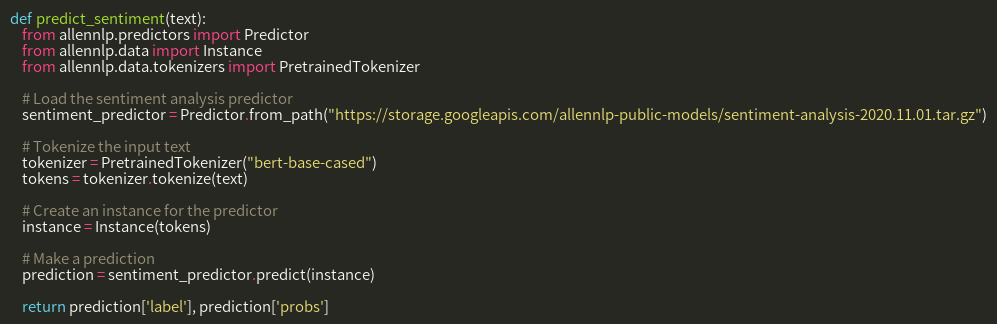 def predict_sentiment(text):
    from allennlp.predictors import Predictor
    from allennlp.data import Instance
    from allennlp.data.tokenizers import PretrainedTokenizer

    # Load the sentiment analysis predictor
    sentiment_predictor = Predictor.from_path("https://storage.googleapis.com/allennlp-public-models/sentiment-analysis-2020.11.01.tar.gz")

    # Tokenize the input text
    tokenizer = PretrainedTokenizer("bert-base-cased")
    tokens = tokenizer.tokenize(text)

    # Create an instance for the predictor
    instance = Instance(tokens)

    # Make a prediction
    prediction = sentiment_predictor.predict(instance)

    return prediction['label'], prediction['probs']